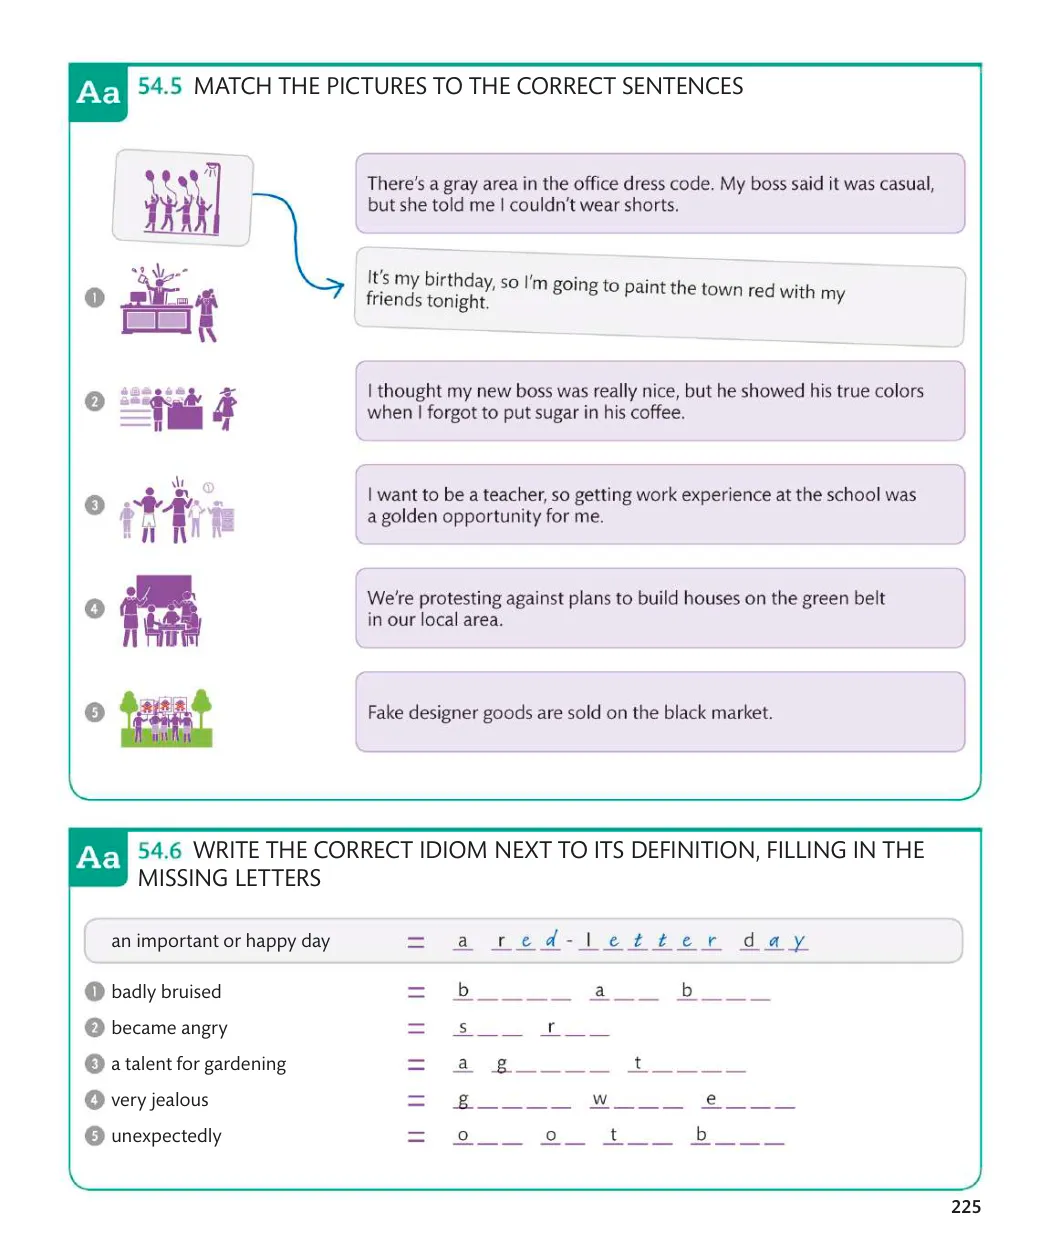 Aa 54.5 MATCH THE PICTURES TO THE CORRECT SENTENCES
There's a gray area in the office dress code. My boss said it was casual,
but she told me I couldn't wear shorts.
It's my birthday, so I'm going to paint the town red with my
friends tonight.
1
I thought my new boss was really nice, but he showed his true colors
when I forgot to put sugar in his coffee.
2
I want to be a teacher, so getting work experience at the school was
a golden opportunity for me.
3
We're protesting against plans to build houses on the green belt
in our local area.
4
Fake designer goods are sold on the black market.
5
Aa 54.6 WRITE THE CORRECT IDIOM NEXT TO ITS DEFINITION, FILLING IN THE
MISSING LETTERS
an important or happy day = a red-letter day
1 badly bruised = b _ _ _ _ a _ _ b _ _ _
2 became angry = s _ _ r _ _
3 a talent for gardening = a g _ _ _ _ t _ _ _ _
4 very jealous = g _ _ _ _ w _ _ _ e _ _ _
5 unexpectedly = o _ _ o _ t _ _ b _ _ _
225